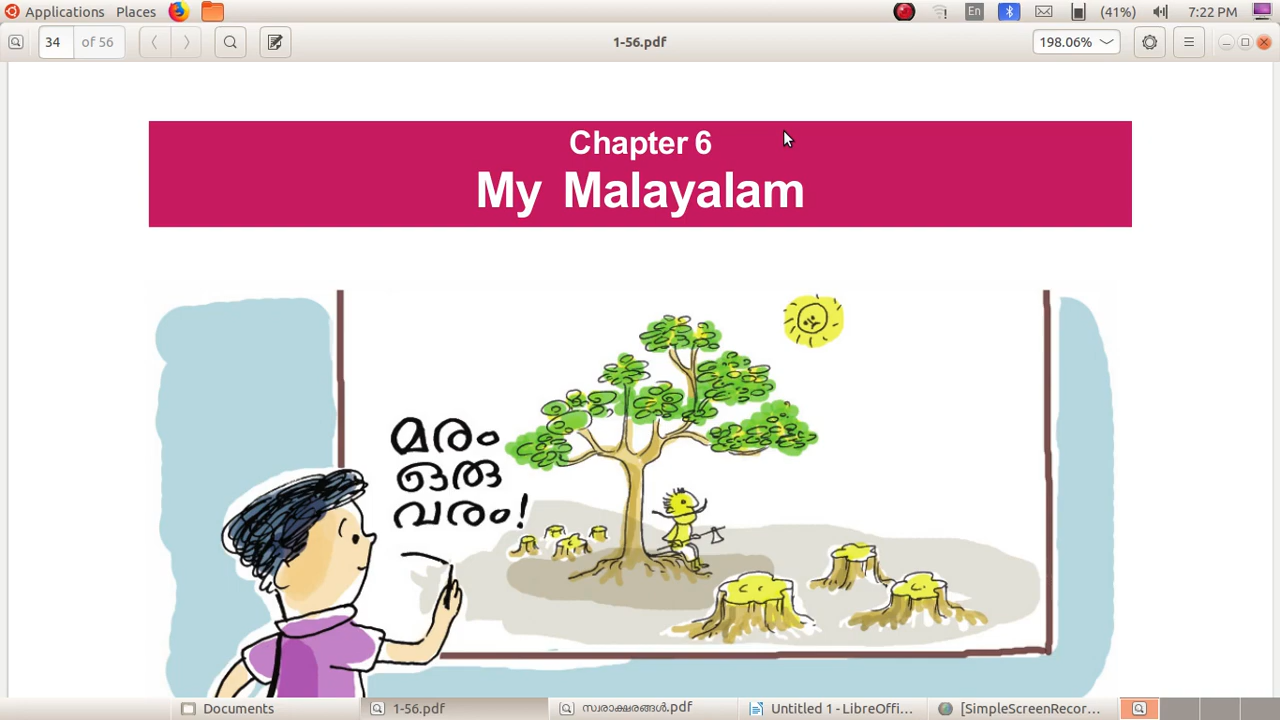 Applications Places En (41%) 7:22 PM
34 of 56 1-56.pdf 198.06%
Chapter 6
My Malayalam
മരം
ഒരു
വരം!
Documents 1-56.pdf സ്വരാക്ഷരങ്ങൾ.pdf Untitled 1 - LibreOffi... [SimpleScreenRecor...